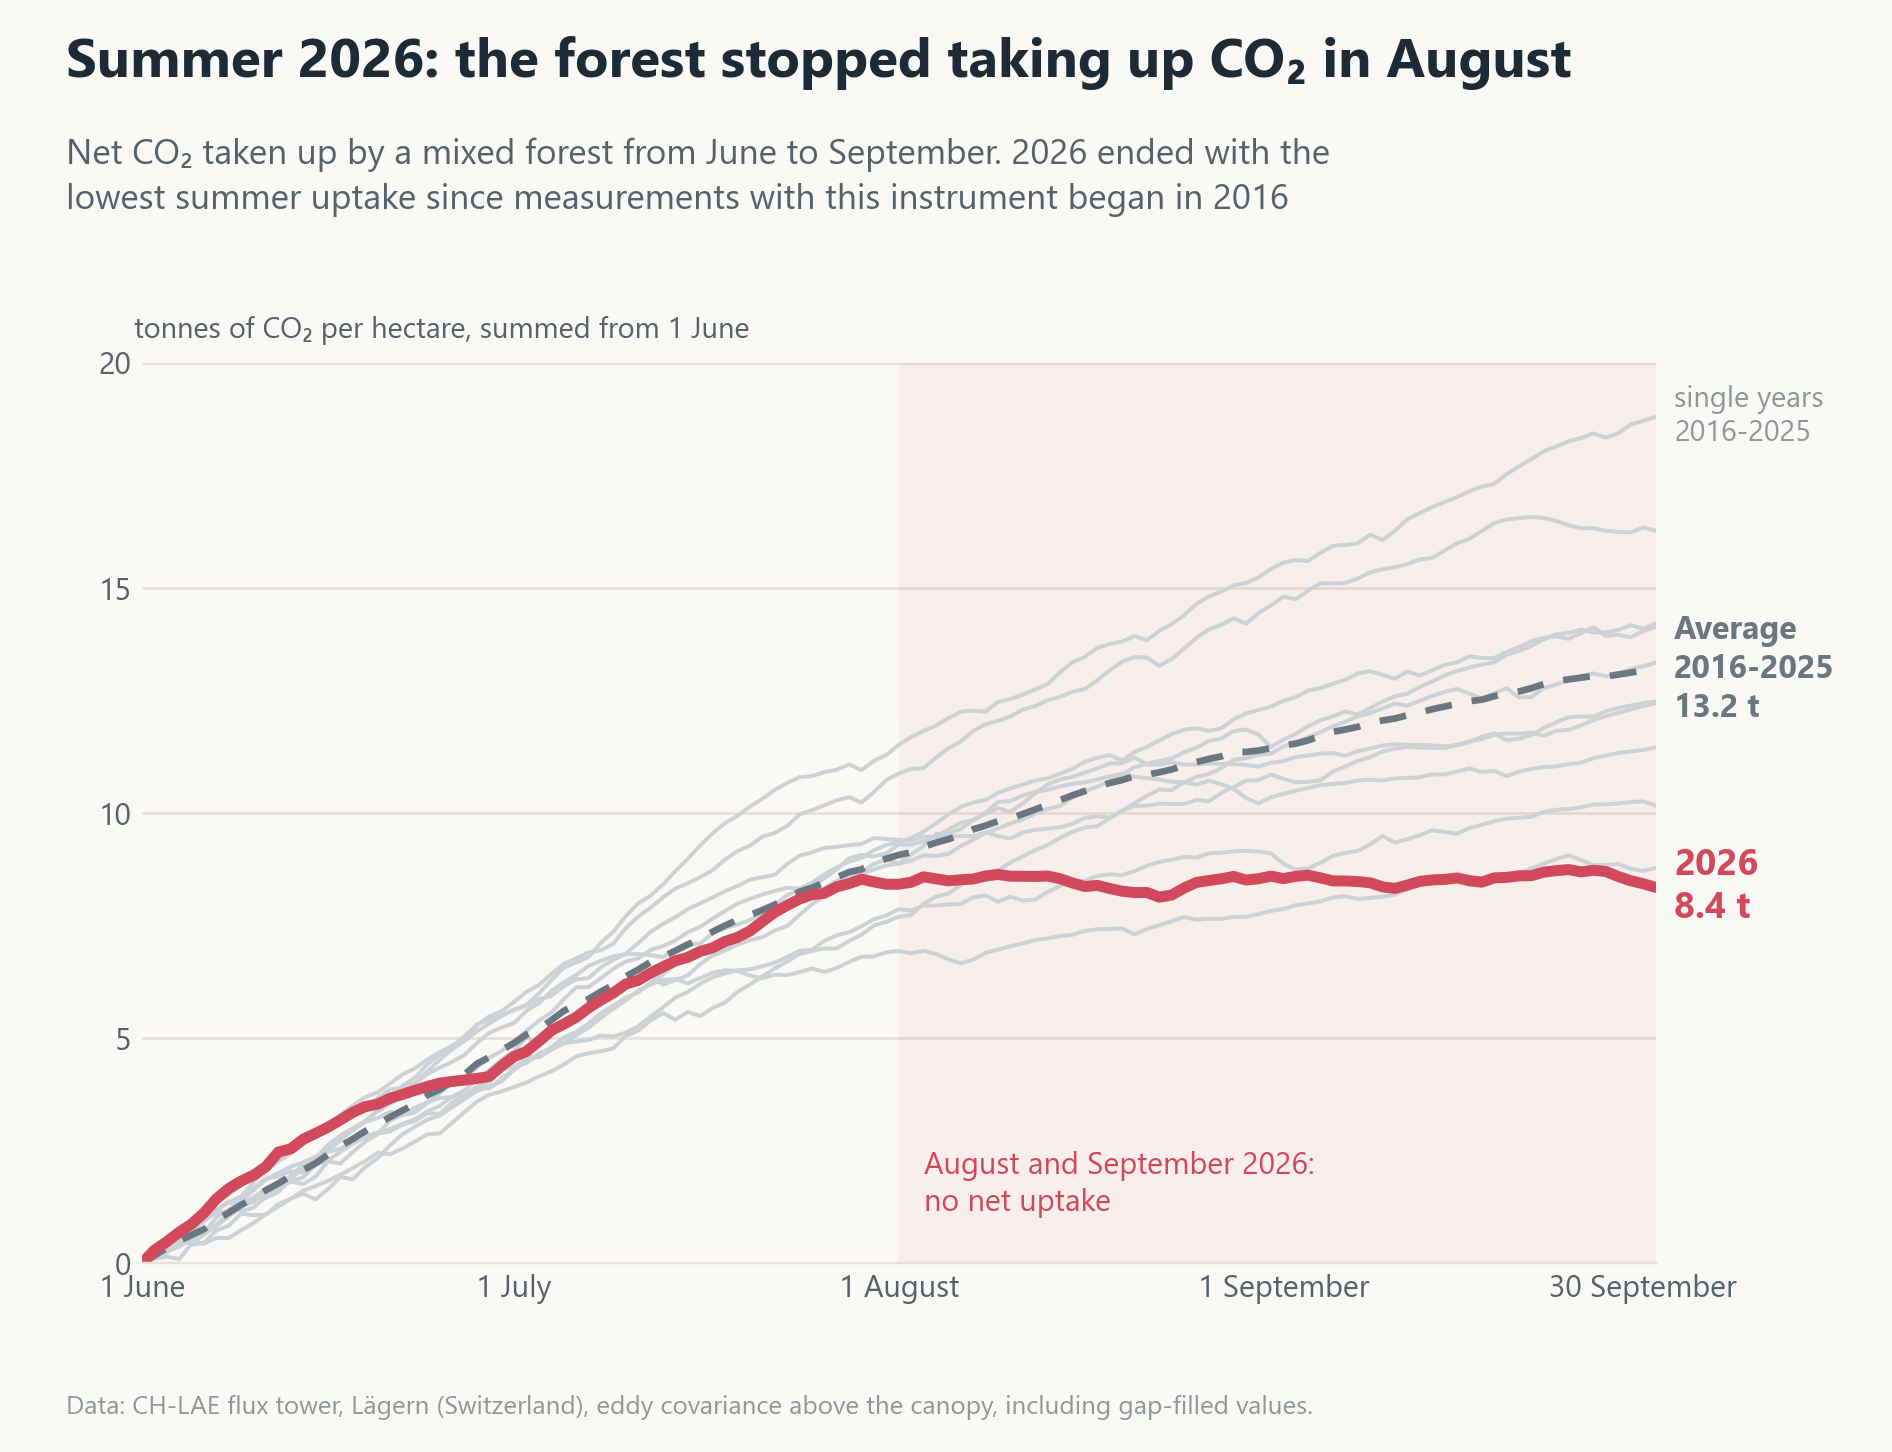 Summer 2026: the forest stopped taking up CO₂ in August
Net CO₂ taken up by a mixed forest from June to September. 2026 ended with the
lowest summer uptake since measurements with this instrument began in 2016
tonnes of CO₂ per hectare, summed from 1 June
20
15
10
5
0
single years
2016-2025
Average
2016-2025
13.2 t
2026
8.4 t
August and September 2026:
no net uptake
1 June
1 July
1 August
1 September
30 September
Data: CH-LAE flux tower, Lägern (Switzerland), eddy covariance above the canopy, including gap-filled values.